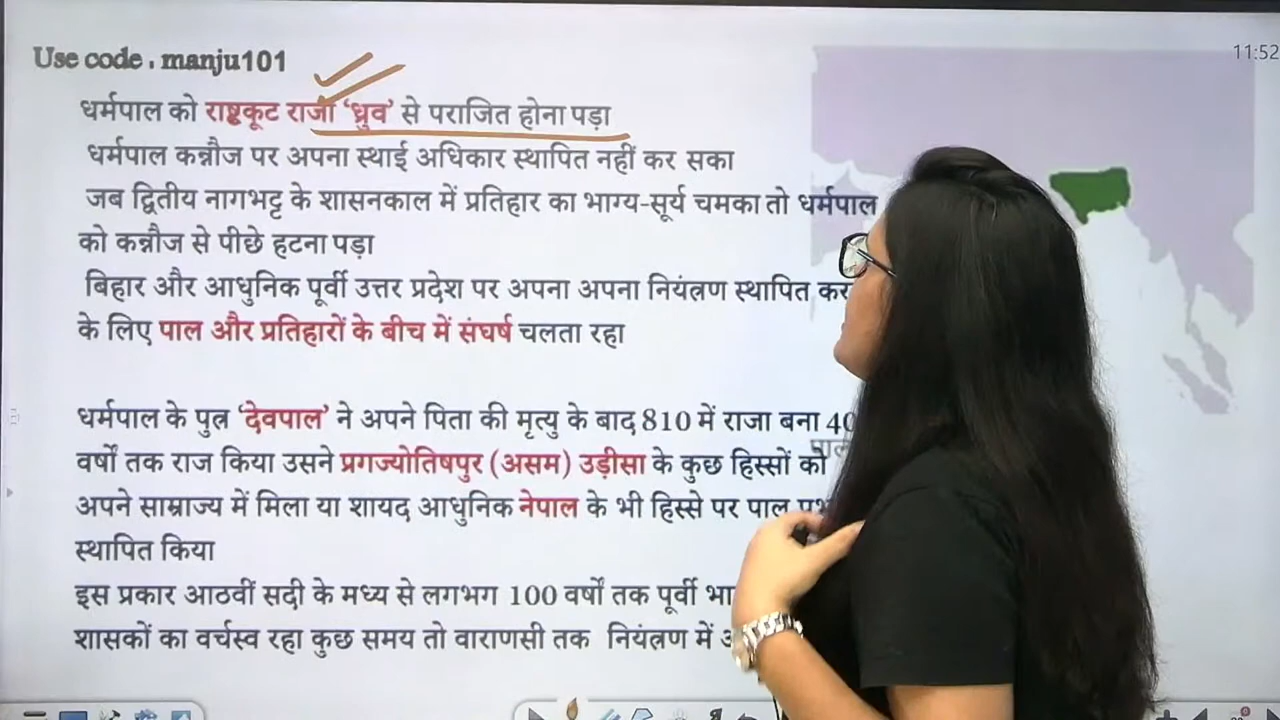 Use code . manju101
11:52
धर्मपाल को राष्ट्रकूट राजा ‘ध्रुव’ से पराजित होना पड़ा
धर्मपाल कन्नौज पर अपना स्थाई अधिकार स्थापित नहीं कर सका
जब द्वितीय नागभट्ट के शासनकाल में प्रतिहार का भाग्य-सूर्य चमका तो धर्मपाल
को कन्नौज से पीछे हटना पड़ा
बिहार और आधुनिक पूर्वी उत्तर प्रदेश पर अपना अपना नियंत्रण स्थापित कर
के लिए पाल और प्रतिहारों के बीच में संघर्ष चलता रहा
धर्मपाल के पुत्र ‘देवपाल’ ने अपने पिता की मृत्यु के बाद 810 में राजा बना 40
वर्षों तक राज किया उसने प्रगज्योतिषपुर (असम) उड़ीसा के कुछ हिस्सों को
अपने साम्राज्य में मिला या शायद आधुनिक नेपाल के भी हिस्से पर पाल
स्थापित किया
इस प्रकार आठवीं सदी के मध्य से लगभग 100 वर्षों तक पूर्वी
शासकों का वर्चस्व रहा कुछ समय तो वाराणसी तक नियंत्रण में